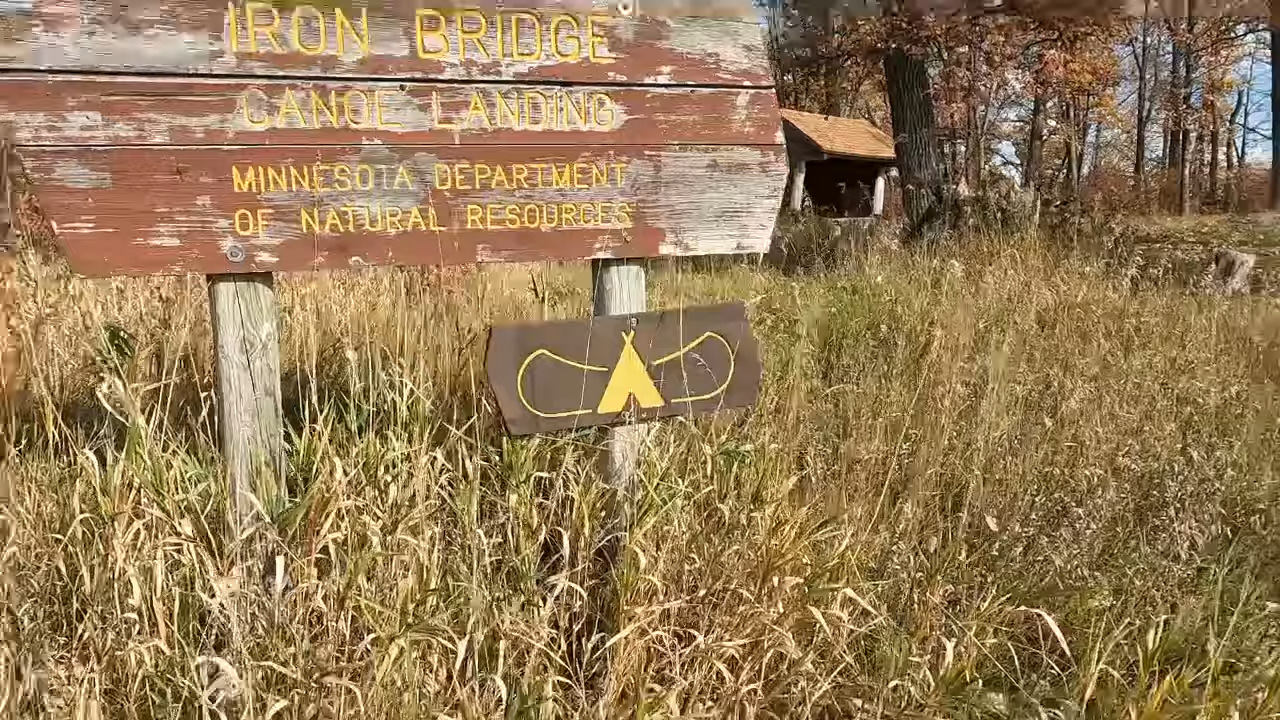 IRON BRIDGE
CANOE LANDING
MINNESOTA DEPARTMENT
OF NATURAL RESOURCES